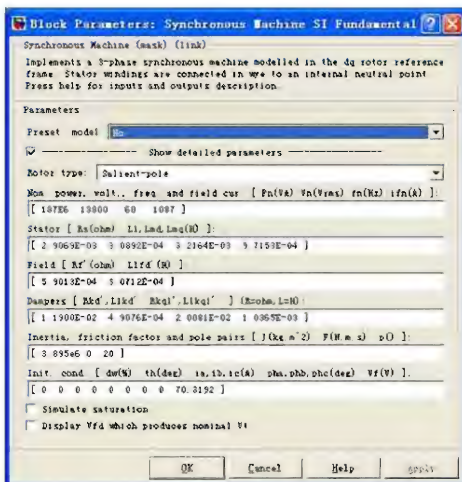 Block Parameters: Synchronous Machine SI Fundamental
Synchronous Machine (mask) (link)
Implements a 3-phase synchronous machine modelled in the dq rotor reference
frame. Stator windings are connected in wye to an internal neutral point.
Press help for inputs and outputs description.
Parameters
Preset model No
Show detailed parameters
Rotor type: Salient-pole
Nom. power, volt., freq. and field cur. [ Pn(VA) Vn(Vrms) fn(Hz) ifn(A) ]:
[ 187E6 13800 60 1087 ]
Stator [ Rs(ohm) Ll,Lmd,Lmq(H) ]:
[ 2.9069E-03 3.0892E-04 3.2164E-03 9.7153E-04 ]
Field [ Rf'(ohm) Llfd'(H) ]:
[ 5.9013E-04 3.0712E-04 ]
Dampers [ Rkd',Llkd' Rkq1',Llkq1' ] (R=ohm,L=H):
[ 1.1900E-02 4.9076E-04 2.0081E-02 1.0365E-03 ]
Inertia, friction factor and pole pairs [ J(kg.m^2) F(N.m.s) p() ]:
[ 3.895e6 0 20 ]
Init. cond. [ dw(%) th(deg) ia,ib,ic(A) pha,phb,phc(deg) Vf(V) ]:
[ 0 0 0 0 0 0 0 0 70.3192 ]
Simulate saturation
Display Vfd which produces nominal Vt
OK Cancel Help Apply